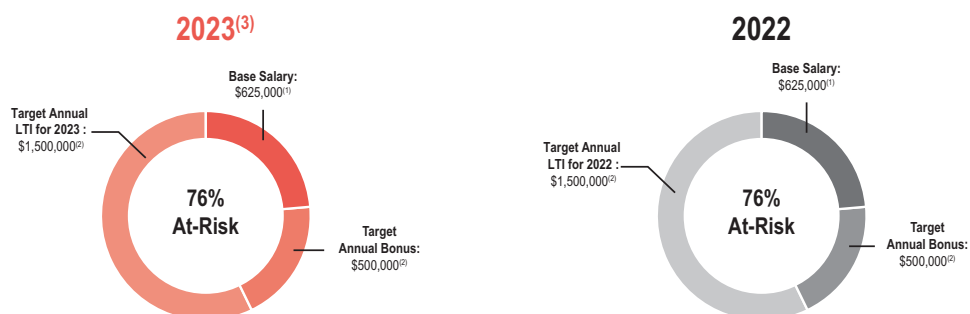 2023(3)
Base Salary:
$625,000(1)
Target Annual
LTI for 2023 :
$1,500,000(2)
76%
At-Risk
Target
Annual Bonus:
$500,000(2)
2022
Base Salary:
$625,000(1)
Target Annual
LTI for 2022 :
$1,500,000(2)
76%
At-Risk
Target
Annual Bonus:
$500,000(2)